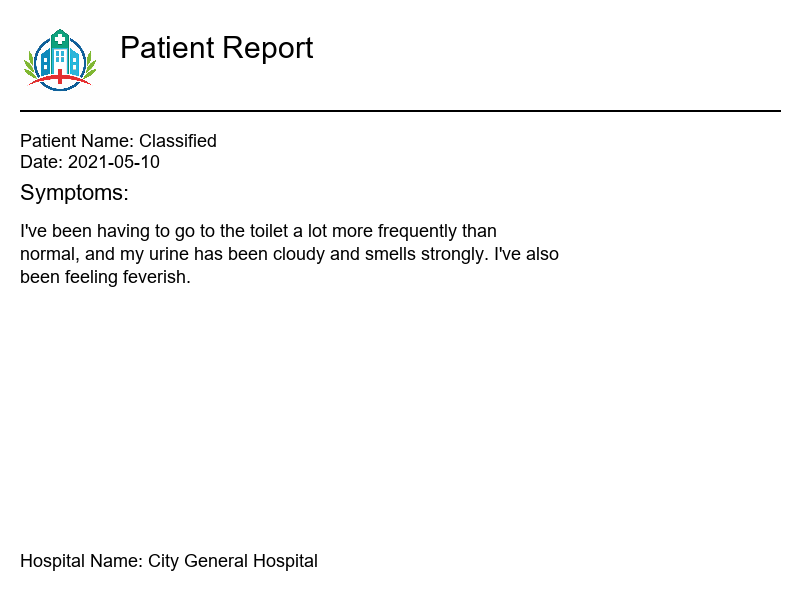 Patient Report
Patient Name: Classified
Date: 2021-05-10
Symptoms:
I've been having to go to the toilet a lot more frequently than
normal, and my urine has been cloudy and smells strongly. I've also
been feeling feverish.
Hospital Name: City General Hospital